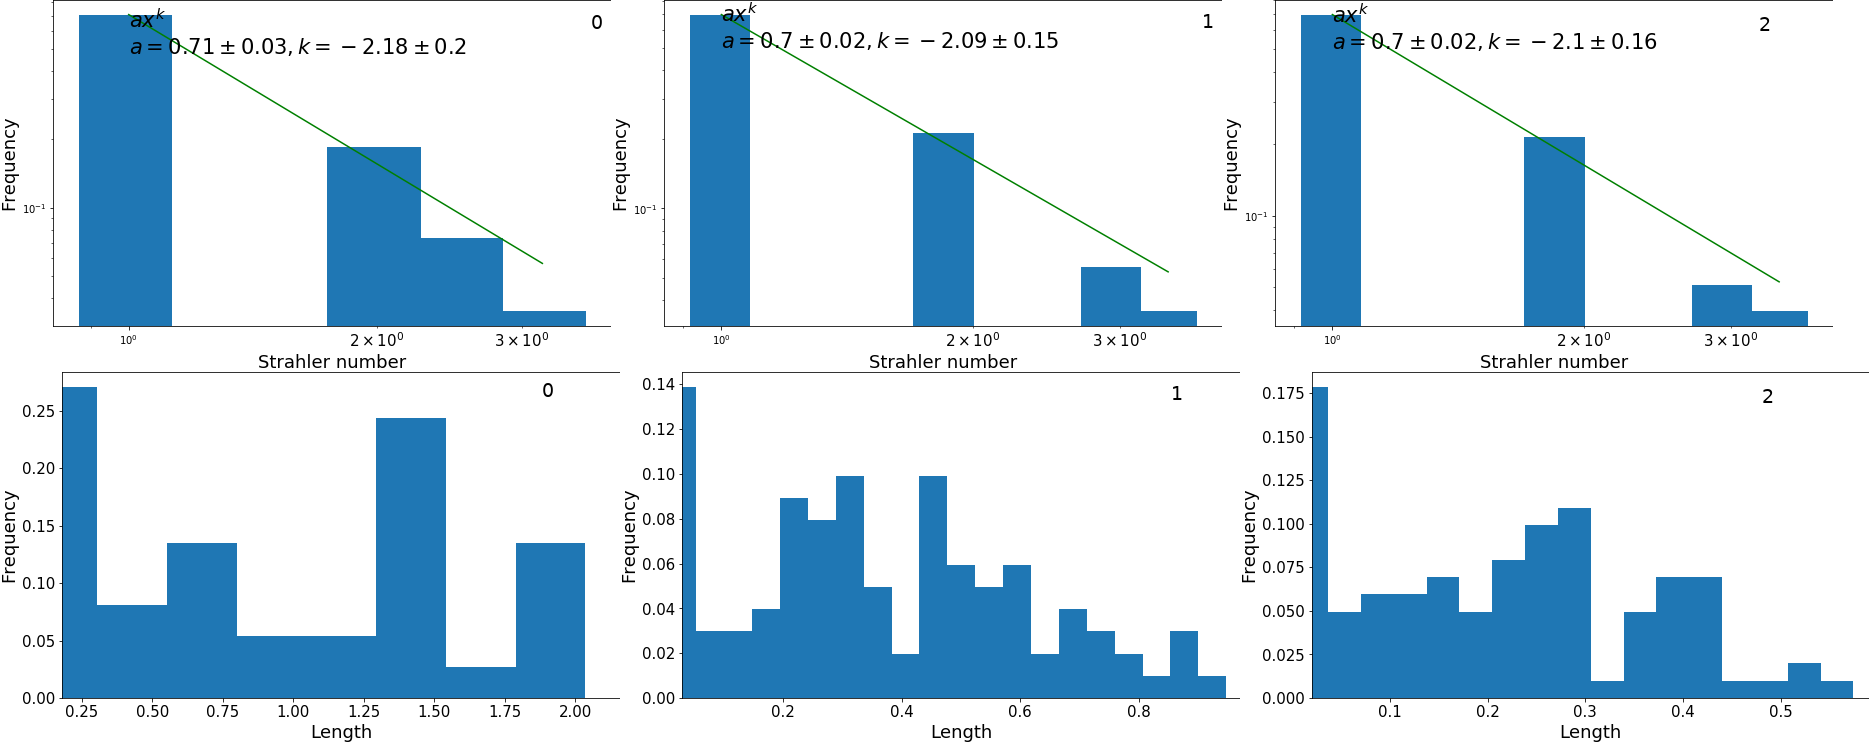 ax^k
a = 0.71 ± 0.03, k = −2.18 ± 0.2
0
Frequency
10^−1
10^0
2 × 10^0
3 × 10^0
Strahler number
ax^k
a = 0.7 ± 0.02, k = −2.09 ± 0.15
1
Frequency
10^−1
10^0
2 × 10^0
3 × 10^0
Strahler number
ax^k
a = 0.7 ± 0.02, k = −2.1 ± 0.16
2
Frequency
10^−1
10^0
2 × 10^0
3 × 10^0
Strahler number
0
Frequency
0.25
0.20
0.15
0.10
0.05
0.00
0.25 0.50 0.75 1.00 1.25 1.50 1.75 2.00
Length
1
Frequency
0.14
0.12
0.10
0.08
0.06
0.04
0.02
0.00
0.2 0.4 0.6 0.8
Length
2
Frequency
0.175
0.150
0.125
0.100
0.075
0.050
0.025
0.000
0.1 0.2 0.3 0.4 0.5
Length